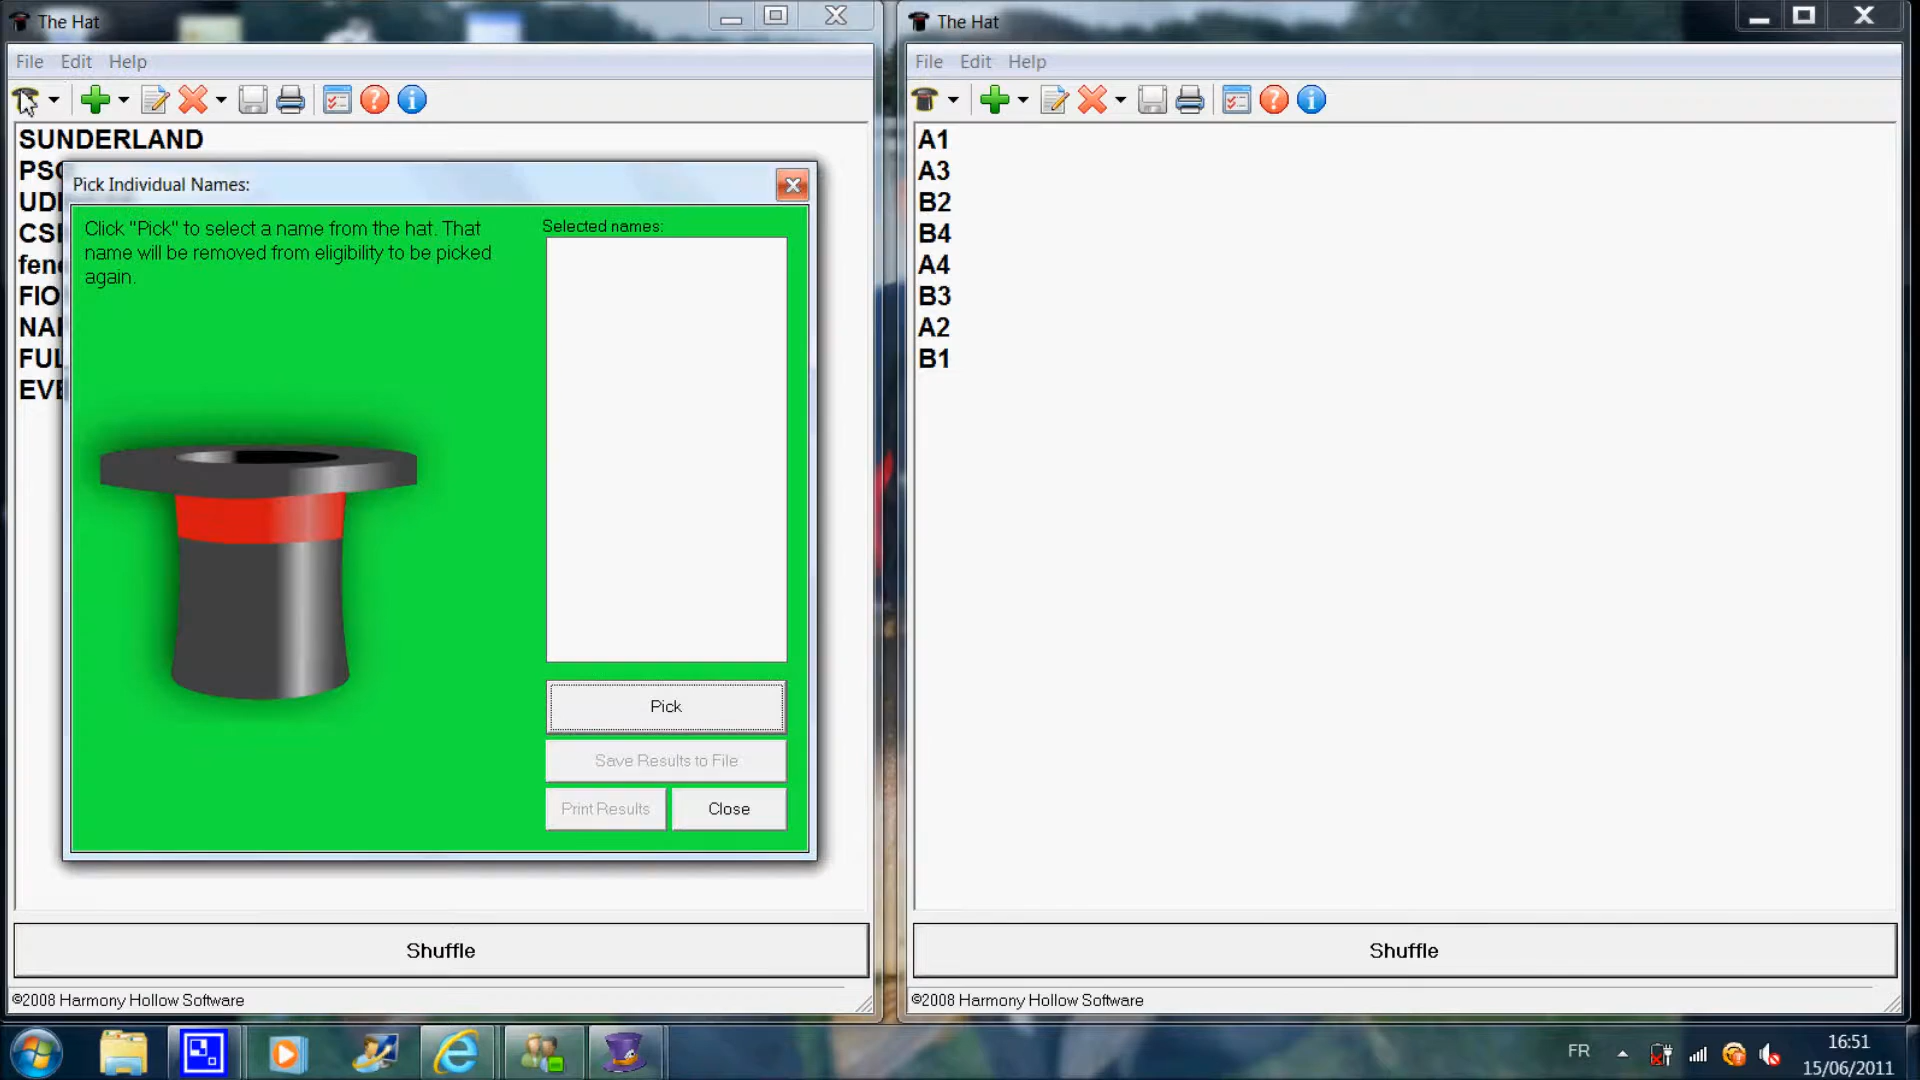 The Hat
File Edit Help
SUNDERLAND
PS
UDI
CS
fen
FIO
NA
FUL
EVE
Pick Individual Names:
Click "Pick" to select a name from the hat. That
name will be removed from eligibility to be picked
again.
Selected names:
Pick
Save Results to File
Print Results Close
Shuffle
©2008 Harmony Hollow Software
The Hat
File Edit Help
A1
A3
B2
B4
A4
B3
A2
B1
Shuffle
©2008 Harmony Hollow Software
FR
16:51
15/06/2011